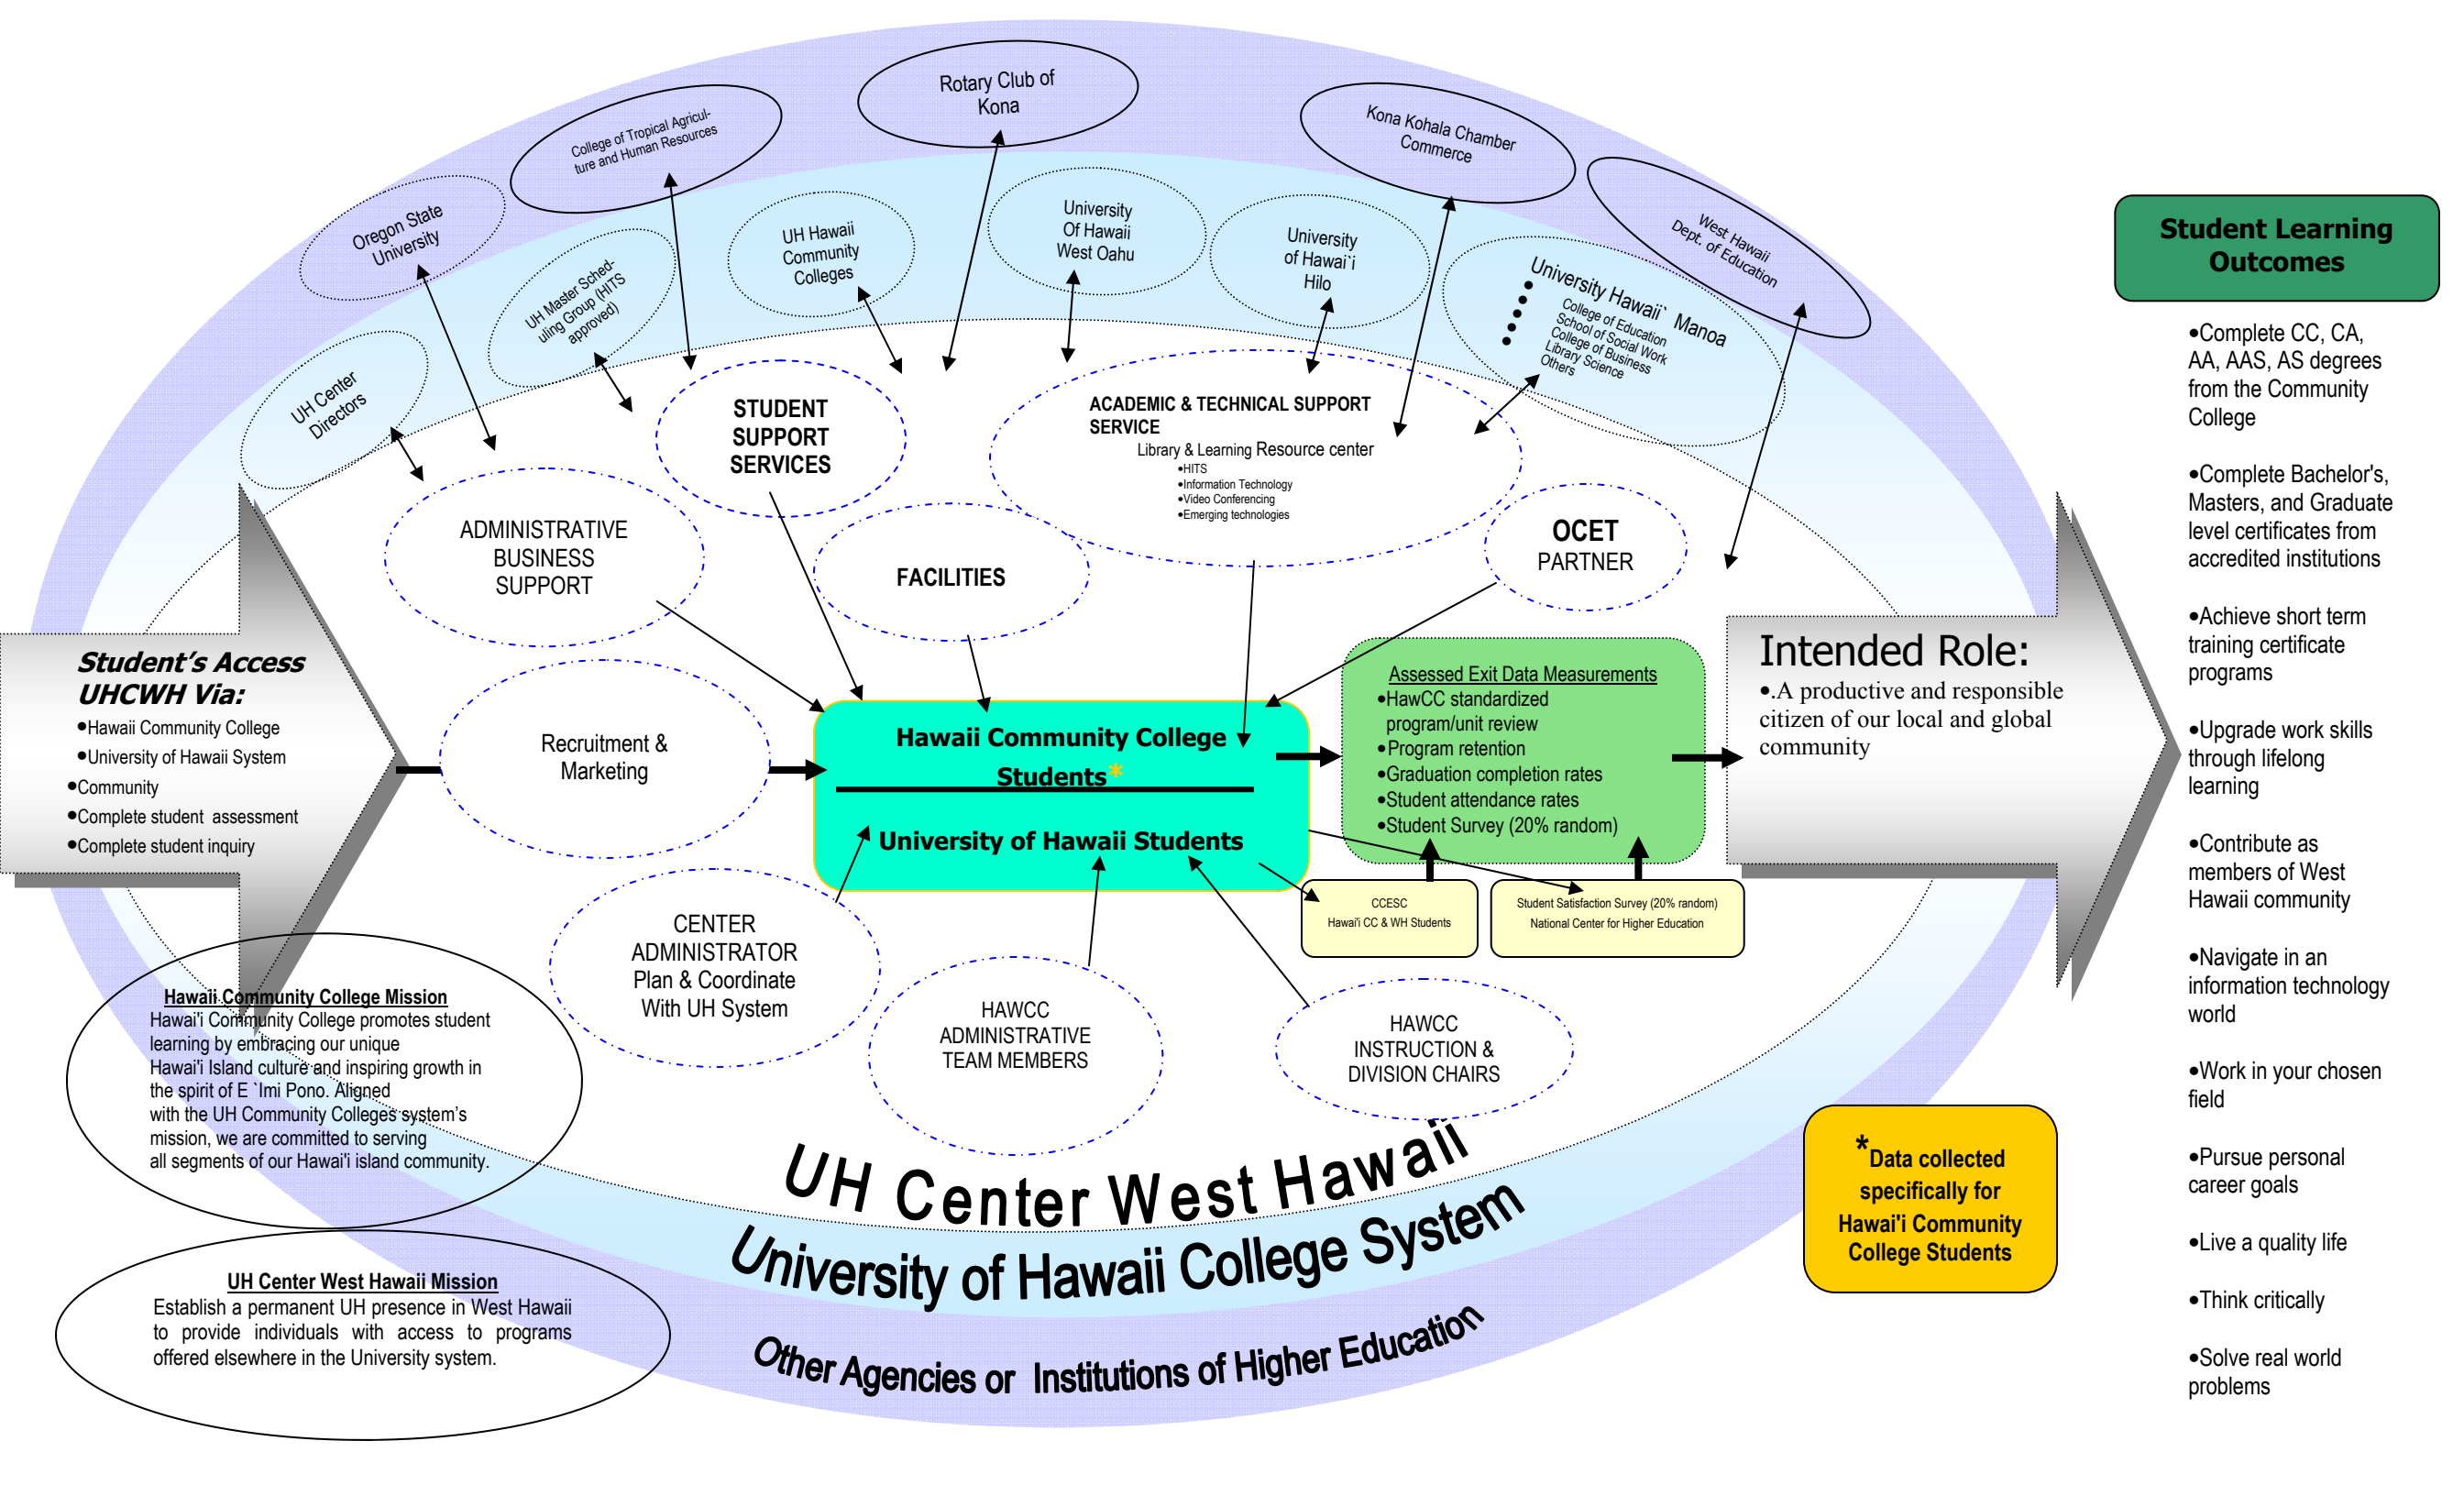 Rotary Club of
Kona
College of Tropical Agricul-
ture and Human Resources
Kona Kohala Chamber
Commerce
Oregon State
University
UH Master Sched-
uling Group (HITS
approved)
UH Hawaii
Community
Colleges
University
Of Hawaii
West Oahu
University
of Hawai`i
Hilo
University Hawaii` Manoa
•College of Education
•School of Social Work
•College of Business
•Library Science
•Others
West Hawaii
Dept. of Education
UH Center
Directors
STUDENT
SUPPORT
SERVICES
ACADEMIC & TECHNICAL SUPPORT
SERVICE
Library & Learning Resource center
•HITS
•Information Technology
•Video Conferencing
•Emerging technologies
ADMINISTRATIVE
BUSINESS
SUPPORT
FACILITIES
OCET
PARTNER
Student's Access
UHCWH Via:
•Hawaii Community College
•University of Hawaii System
•Community
•Complete student  assessment
•Complete student inquiry
Recruitment &
Marketing
Hawaii Community College
Students*
University of Hawaii Students
Assessed Exit Data Measurements
•HawCC standardized
program/unit review
•Program retention
•Graduation completion rates
•Student attendance rates
•Student Survey (20% random)
CCESC
Hawai'i CC & WH Students
Student Satisfaction Survey (20% random)
National Center for Higher Education
Intended Role:
•.A productive and responsible
citizen of our local and global
community
CENTER
ADMINISTRATOR
Plan & Coordinate
With UH System
HAWCC
ADMINISTRATIVE
TEAM MEMBERS
HAWCC
INSTRUCTION &
DIVISION CHAIRS
Hawaii Community College Mission
Hawai'i Community College promotes student
learning by embracing our unique
Hawai'i Island culture and inspiring growth in
the spirit of E `Imi Pono. Aligned
with the UH Community Colleges system's
mission, we are committed to serving
all segments of our Hawai'i island community.
UH Center West Hawaii Mission
Establish a permanent UH presence in West Hawaii
to provide individuals with access to programs
offered elsewhere in the University system.
UH Center West Hawaii
University of Hawaii College System
Other Agencies or  Institutions of Higher Education
*Data collected
specifically for
Hawai'i Community
College Students
Student Learning
Outcomes
•Complete CC, CA,
AA, AAS, AS degrees
from the Community
College
•Complete Bachelor's,
Masters, and Graduate
level certificates from
accredited institutions
•Achieve short term
training certificate
programs
•Upgrade work skills
through lifelong
learning
•Contribute as
members of West
Hawaii community
•Navigate in an
information technology
world
•Work in your chosen
field
•Pursue personal
career goals
•Live a quality life
•Think critically
•Solve real world
problems